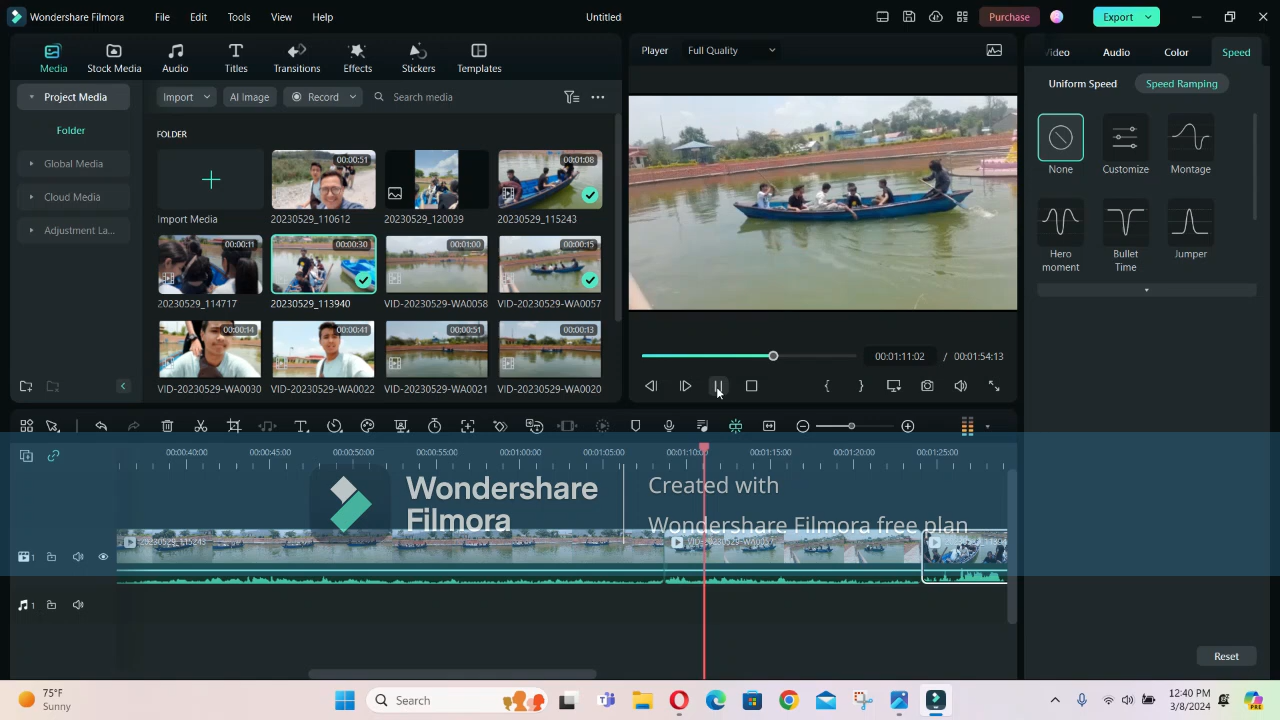 Wondershare Filmora File Edit Tools View Help Untitled Purchase Export
Media Stock Media Audio Titles Transitions Effects Stickers Templates
Player Full Quality
Video Audio Color Speed
Project Media
Import AI Image Record Search media
Uniform Speed Speed Ramping
Folder
FOLDER
Global Media
Cloud Media
Adjustment La...
00:00:51 00:01:08
Import Media 20230529_110612 20230529_120039 20230529_115243
00:00:11 00:00:30 00:01:00 00:00:15
20230529_114717 20230529_113940 VID-20230529-WA0058 VID-20230529-WA0057
00:00:14 00:00:41 00:00:51 00:00:13
VID-20230529-WA0030 VID-20230529-WA0022 VID-20230529-WA0021 VID-20230529-WA0020
None Customize Montage
Hero moment Bullet Time Jumper
00:01:11:02 / 00:01:54:13
00:00:40:00 00:00:45:00 00:00:50:00 00:00:55:00 00:01:00:00 00:01:05:00 00:01:10:00 00:01:15:00 00:01:20:00 00:01:25:00
Wondershare
Filmora
Created with
Wondershare Filmora free plan
20230529_115243
1
1
Reset
75°F
Sunny
Search
12:40 PM
3/8/2024
PRE